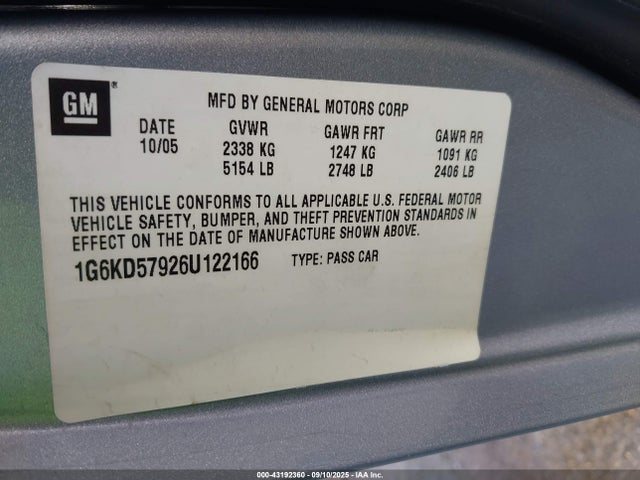 GM®
MFD BY GENERAL MOTORS CORP
DATE GVWR GAWR FRT GAWR RR
10/05 2338 KG 1247 KG 1091 KG
5154 LB 2748 LB 2406 LB
THIS VEHICLE CONFORMS TO ALL APPLICABLE U.S. FEDERAL MOTOR
VEHICLE SAFETY, BUMPER, AND THEFT PREVENTION STANDARDS IN
EFFECT ON THE DATE OF MANUFACTURE SHOWN ABOVE.
1G6KD57926U122166 TYPE: PASS CAR
000-43192360 - 09/10/2025 - IAA Inc.